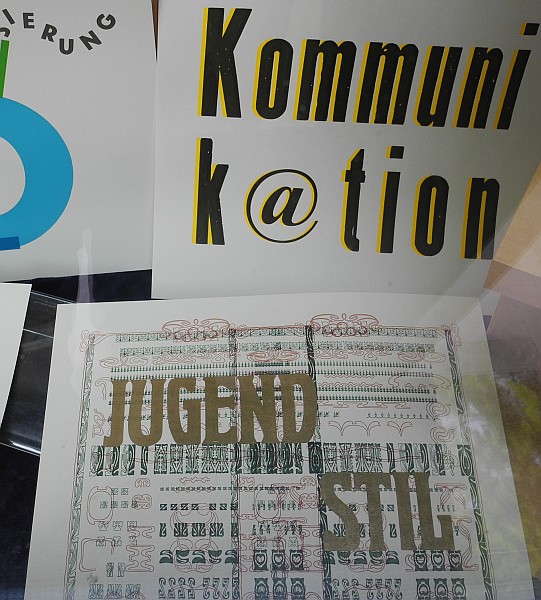 SIERUNG
Kommuni
k@tion
JUGEND
STIL